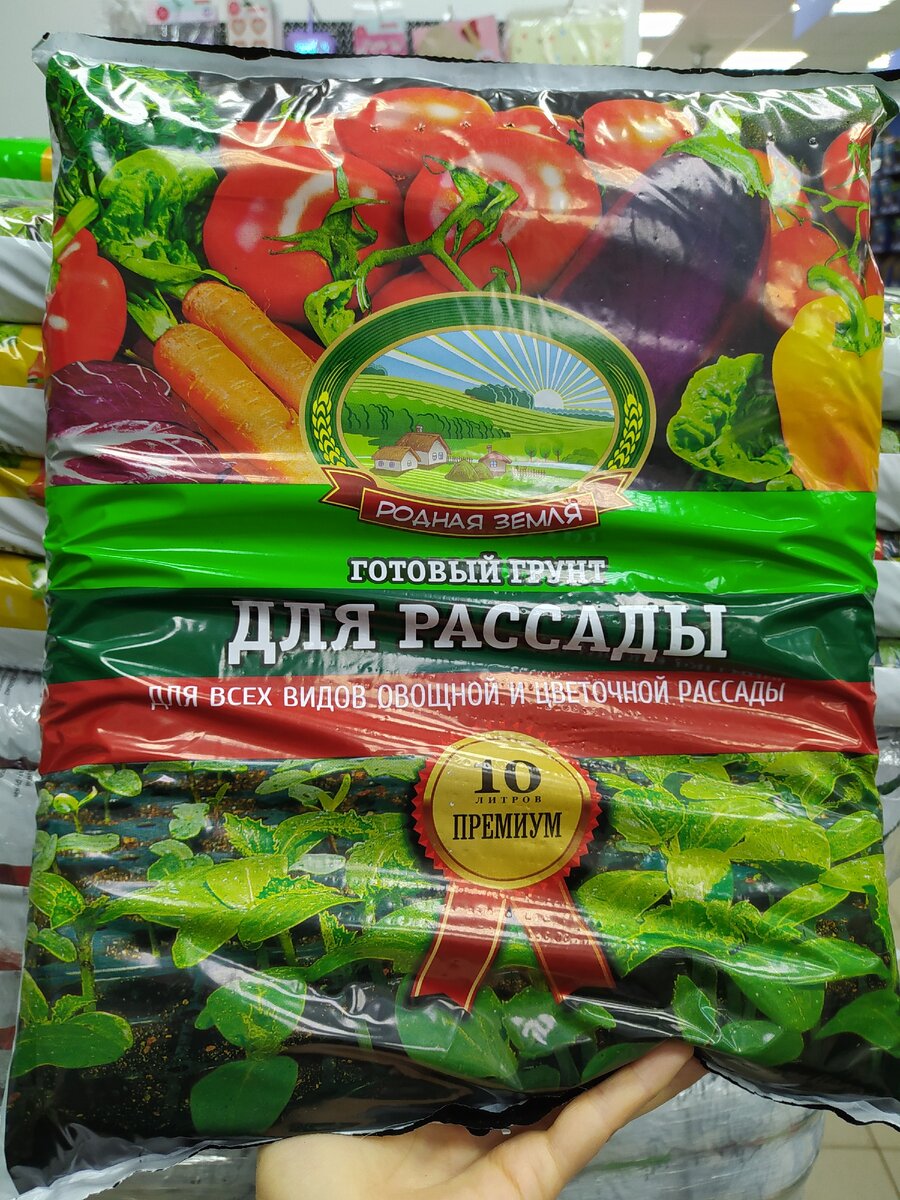 РОДНАЯ ЗЕМЛЯ
ГОТОВЫЙ ГРУНТ
ДЛЯ РАССАДЫ
ДЛЯ ВСЕХ ВИДОВ ОВОЩНОЙ И ЦВЕТОЧНОЙ РАССАДЫ
10
ЛИТРОВ
ПРЕМИУМ